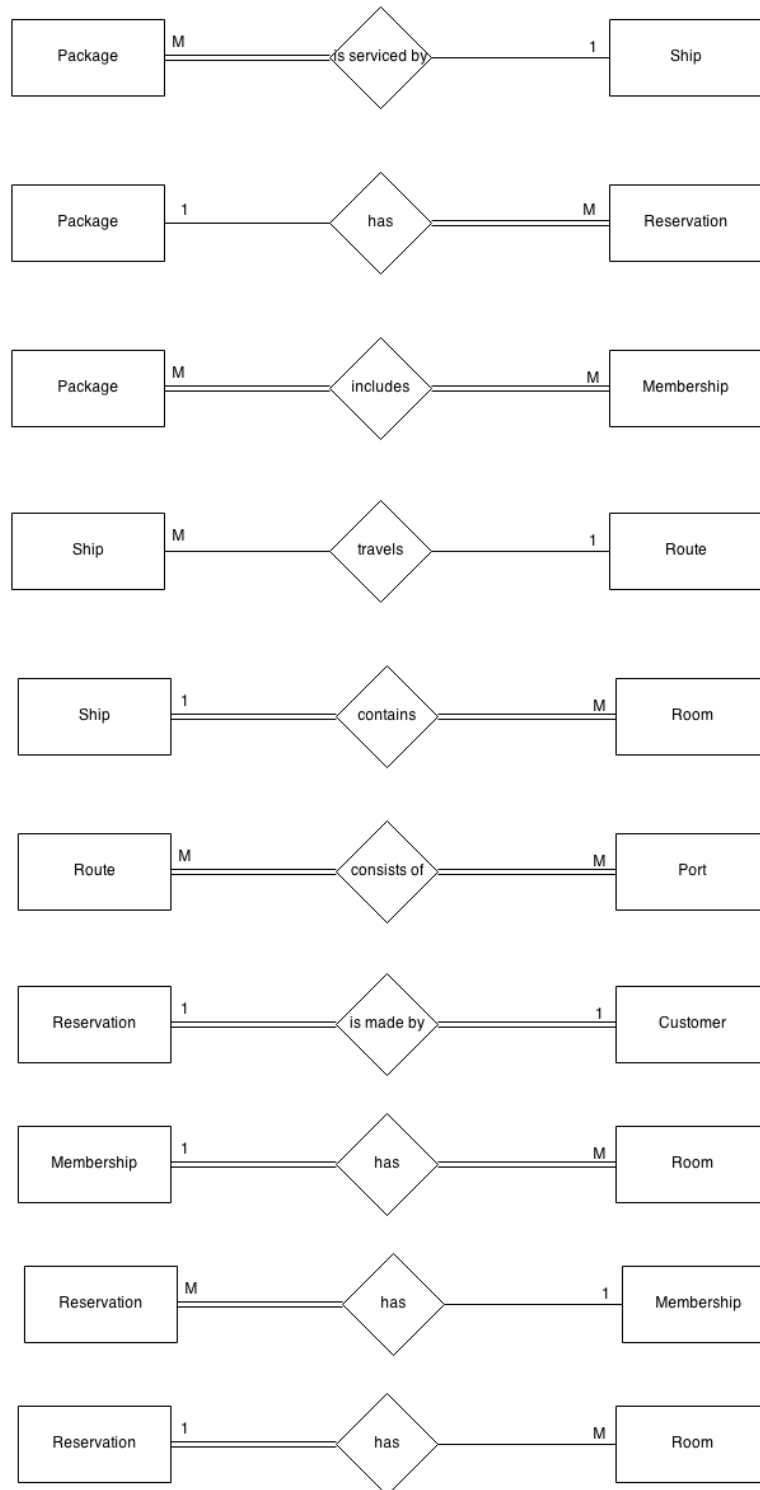 M
1
Package
is serviced by
Ship
1
M
Package
has
Reservation
M
M
Package
includes
Membership
M
1
Ship
travels
Route
1
M
Ship
contains
Room
M
M
Route
consists of
Port
1
1
Reservation
is made by
Customer
1
M
Membership
has
Room
M
1
Reservation
has
Membership
1
M
Reservation
has
Room